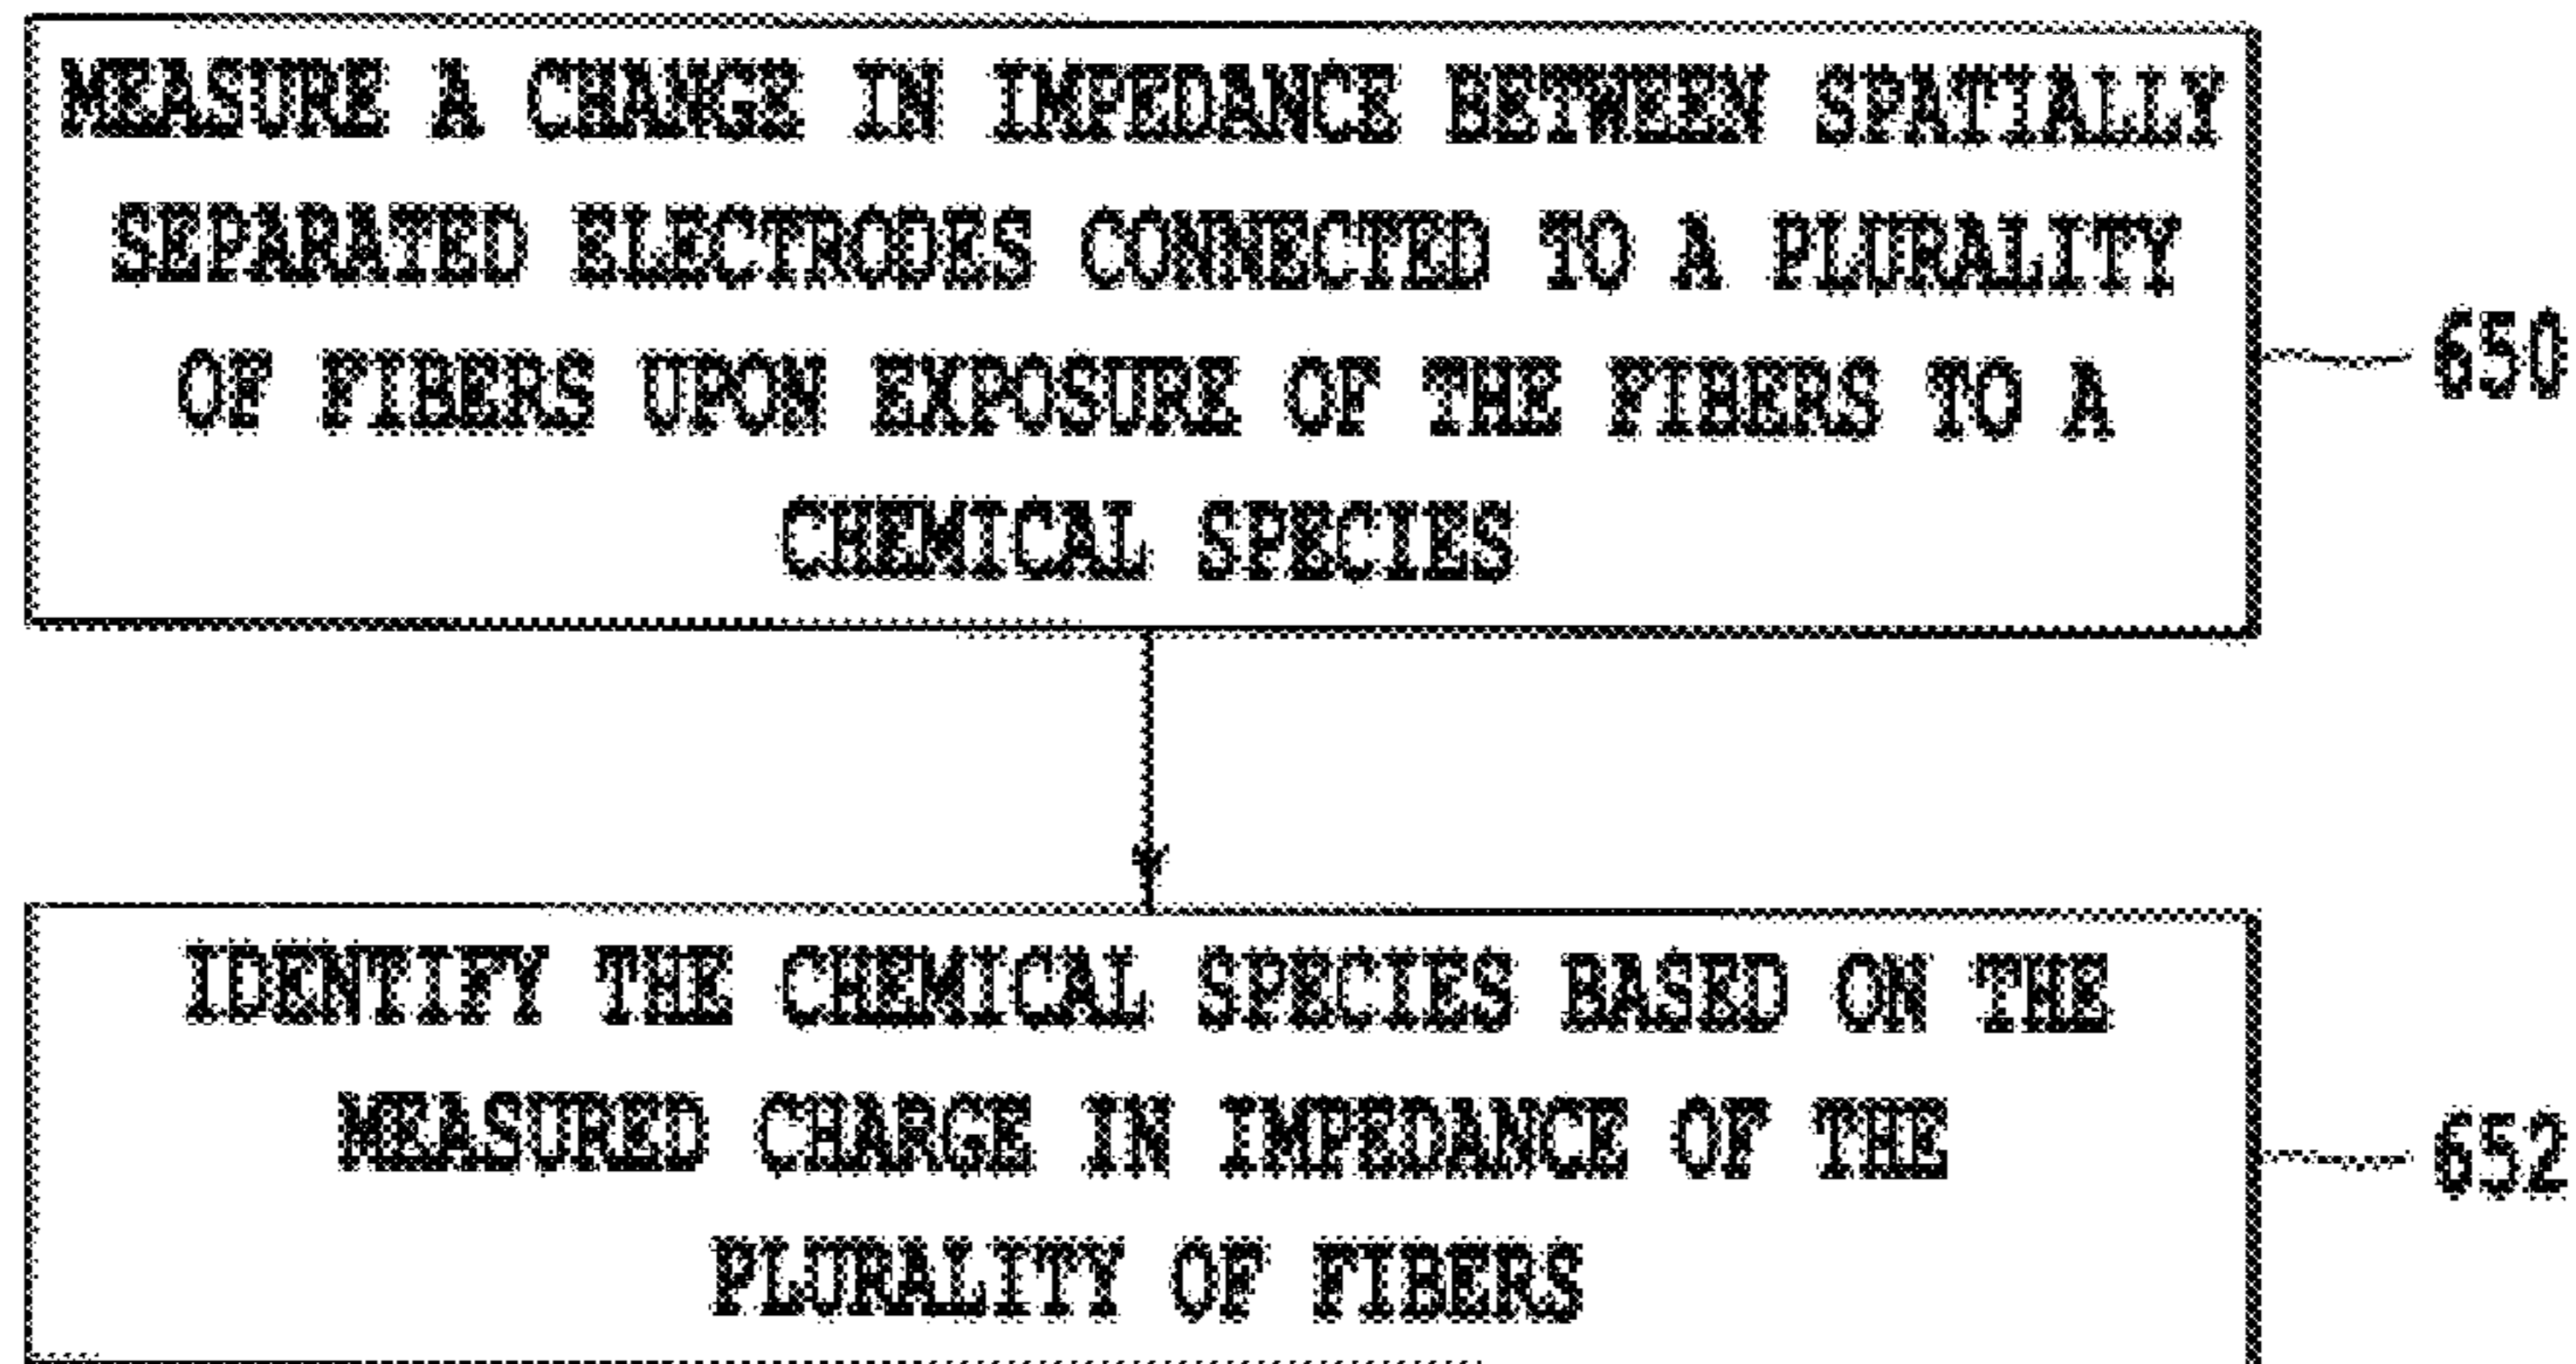 MEASURE A CHANGE IN IMPEDANCE BETWEEN SPATIALLY
SEPARATED ELECTRODES CONNECTED TO A PLURALITY
OF FIBERS UPON EXPOSURE OF THE FIBERS TO A
CHEMICAL SPECIES
650
IDENTIFY THE CHEMICAL SPECIES BASED ON THE
MEASURED CHARGE IN IMPEDANCE OF THE
PLURALITY OF FIBERS
652